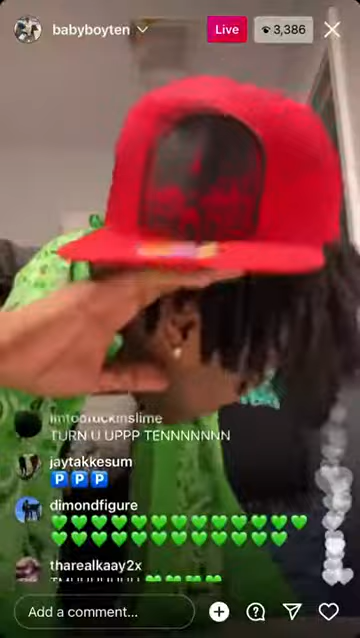 babyboyten
Live
3,386
TURN U UPPP TENNNNNNN
jaytakkesum
🅿️🅿️🅿️
dimondfigure
💚💚💚💚💚💚💚💚💚💚💚💚
💚💚💚💚💚💚💚💚💚💚💚
tharealkaay2x
Add a comment...